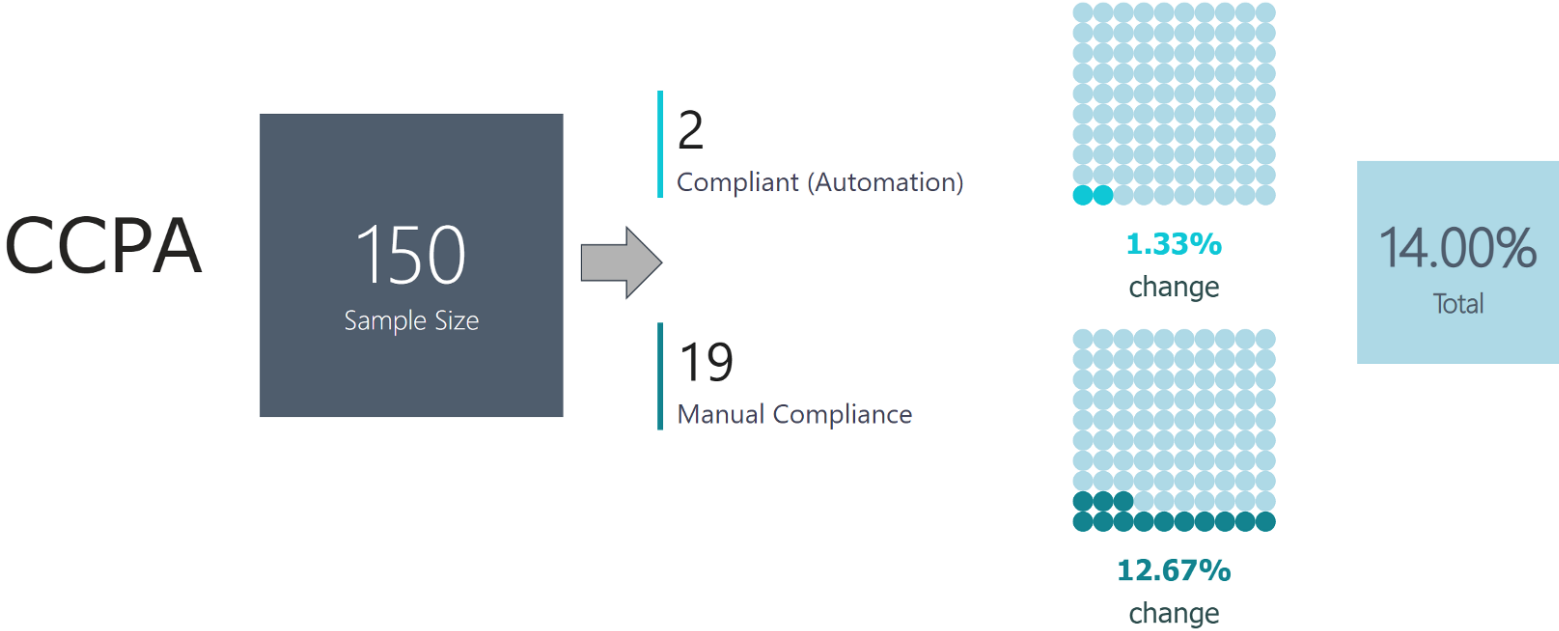 CCPA
150
Sample Size
2
Compliant (Automation)
19
Manual Compliance
1.33%
change
12.67%
change
14.00%
Total